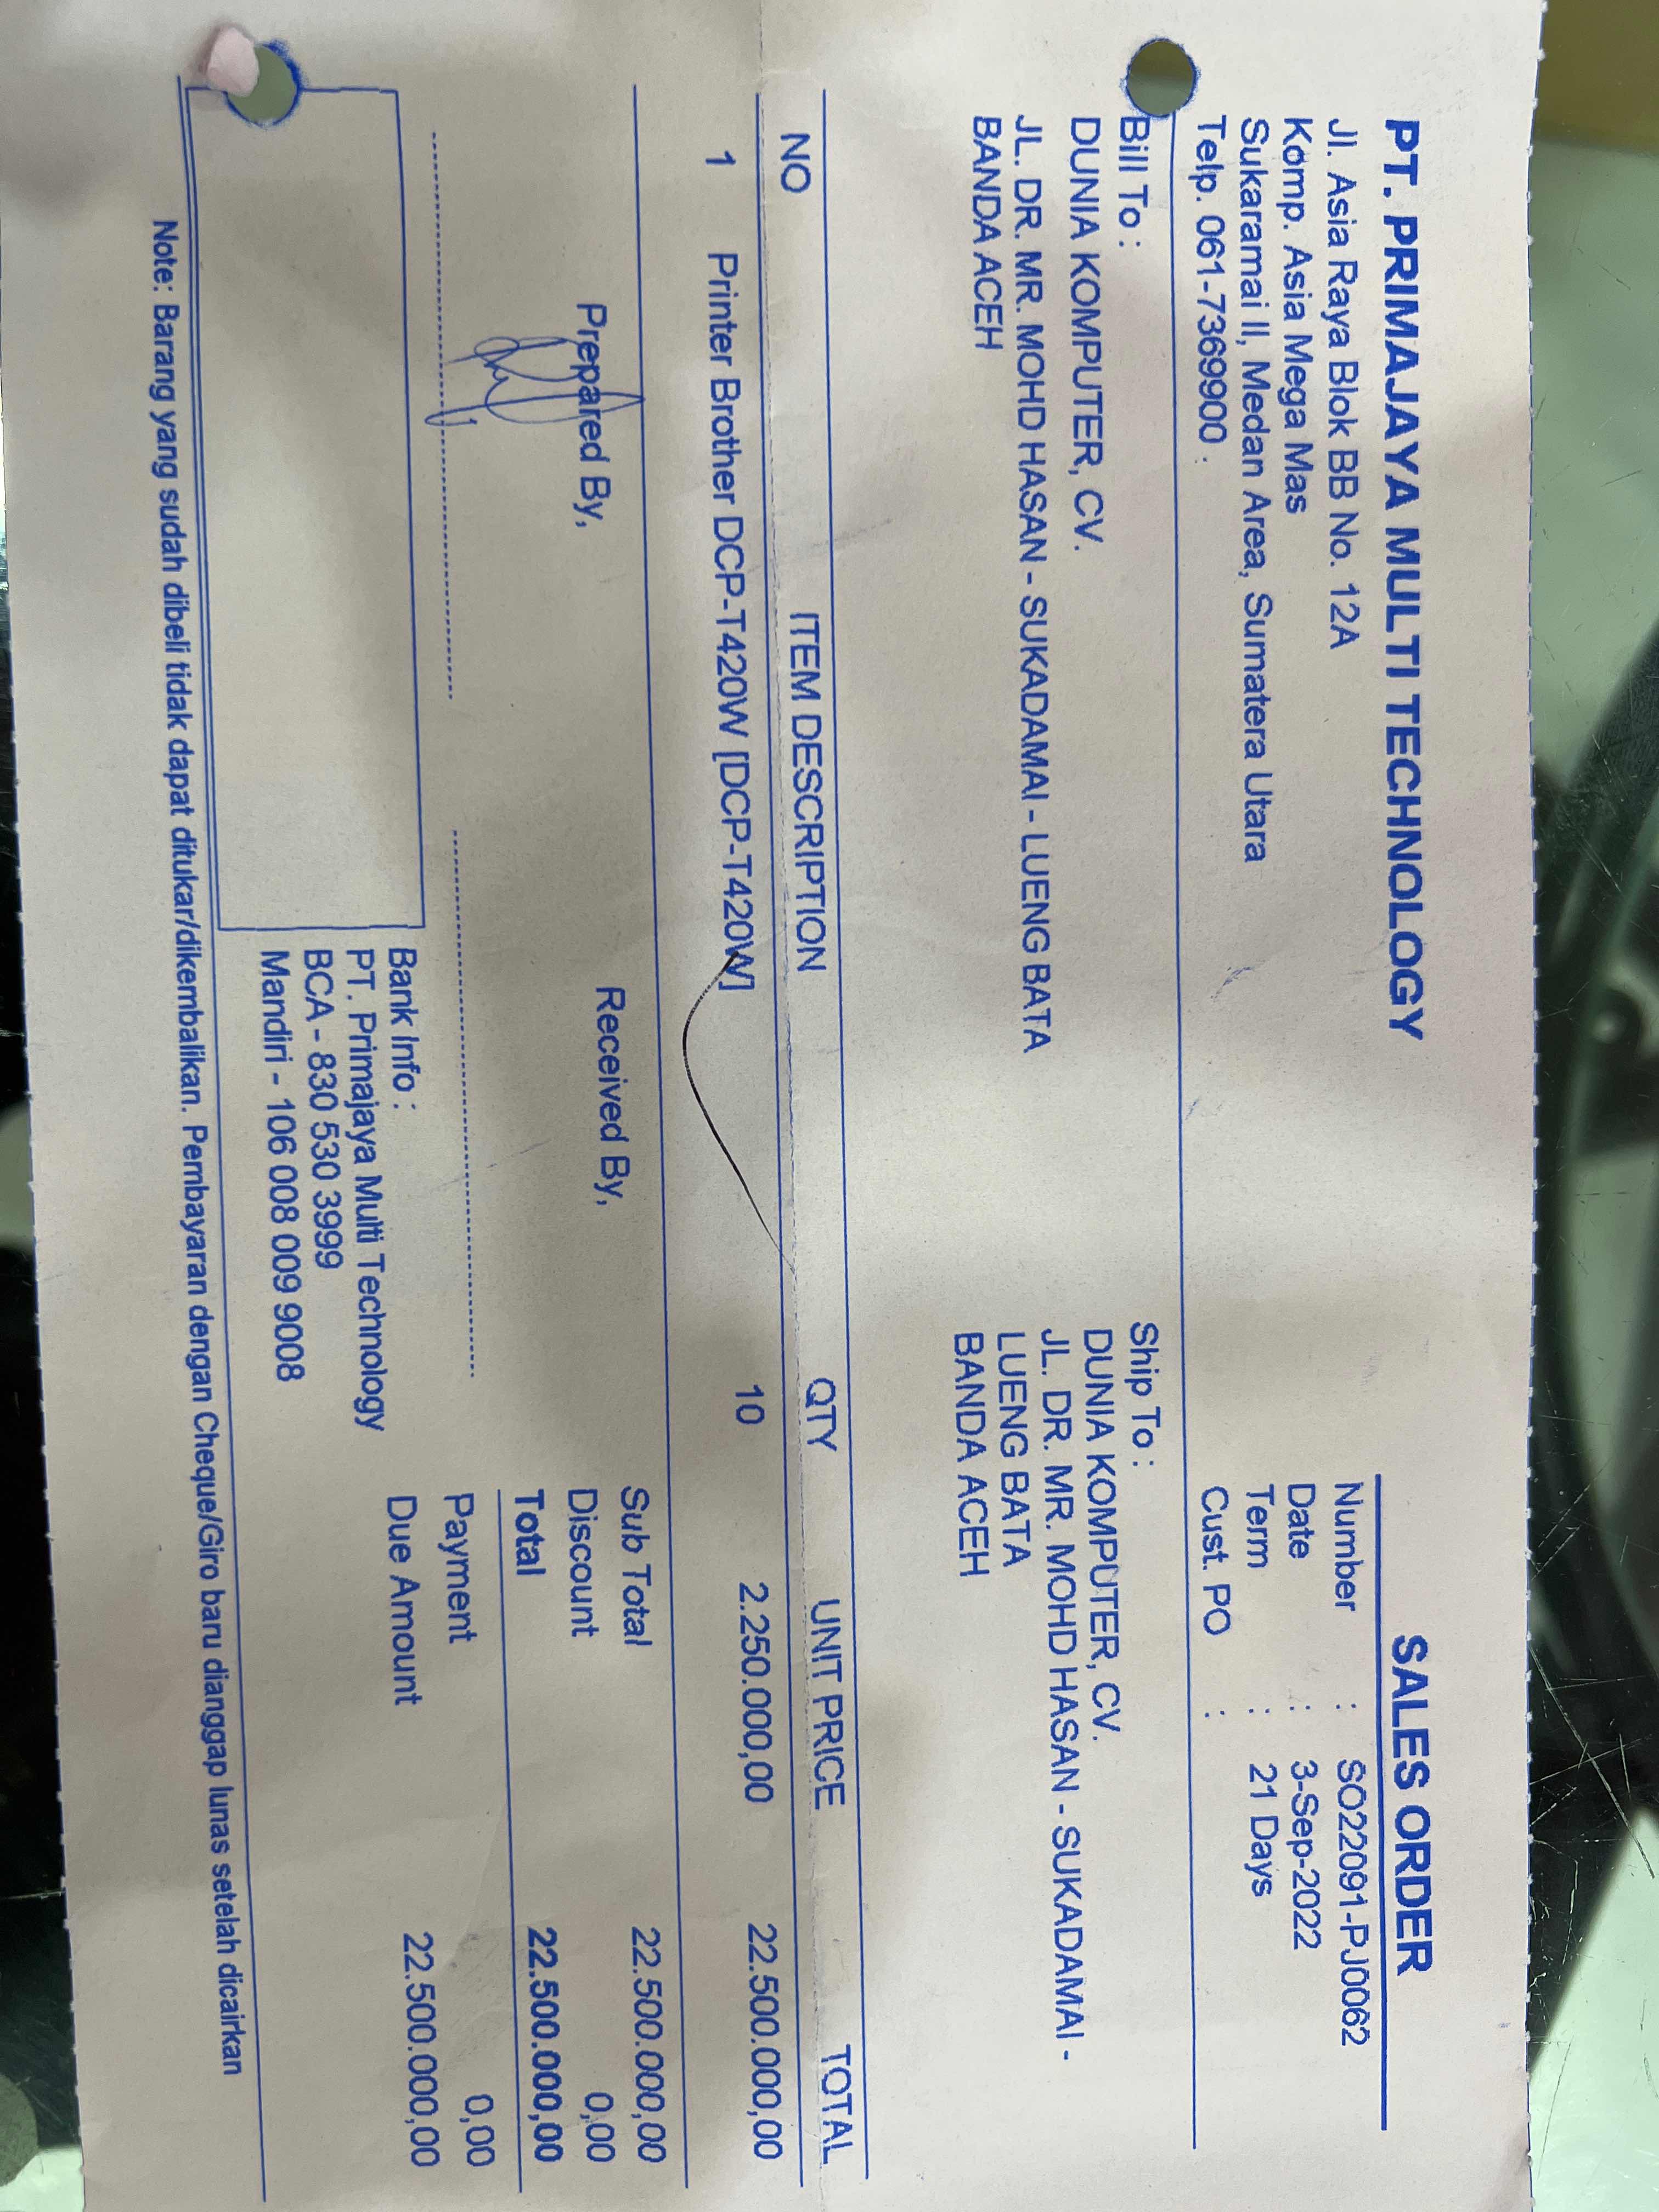 PT. PRIMAJAYA MULTI TECHNOLOGY
Jl. Asia Raya Blok BB No. 12A
Komp. Asia Mega Mas
Sukaramai II, Medan Area, Sumatera Utara
Telp. 061-7369900
SALES ORDER
Number : SO22091-PJ0062
Date : 3-Sep-2022
Term : 21 Days
Cust. PO :
Bill To :
DUNIA KOMPUTER, CV.
JL. DR. MR. MOHD HASAN - SUKADAMAI - LUENG BATA
BANDA ACEH
Ship To :
DUNIA KOMPUTER, CV.
JL. DR. MR. MOHD HASAN - SUKADAMAI -
LUENG BATA
BANDA ACEH
NO ITEM DESCRIPTION QTY UNIT PRICE TOTAL
1 Printer Brother DCP-T420W [DCP-T420W] 10 2.250.000,00 22.500.000,00
Prepared By,
Received By,
Sub Total 22.500.000,00
Discount 0,00
Total 22.500.000,00
Payment 0,00
Due Amount 22.500.000,00
Bank Info :
PT. Primajaya Multi Technology
BCA - 830 530 3999
Mandiri - 106 008 009 9008
Note: Barang yang sudah dibeli tidak dapat ditukar/dikembalikan. Pembayaran dengan Cheque/Giro baru dianggap lunas setelah dicairkan